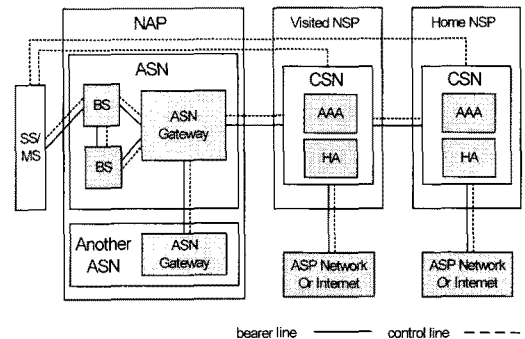 NAP
Visited NSP
Home NSP
ASN
CSN
CSN
BS
ASN
Gateway
AAA
AAA
SS/
MS
BS
HA
HA
Another
ASN
ASN
Gateway
ASP Network
Or Internet
ASP Network
Or Internet
bearer line
control line